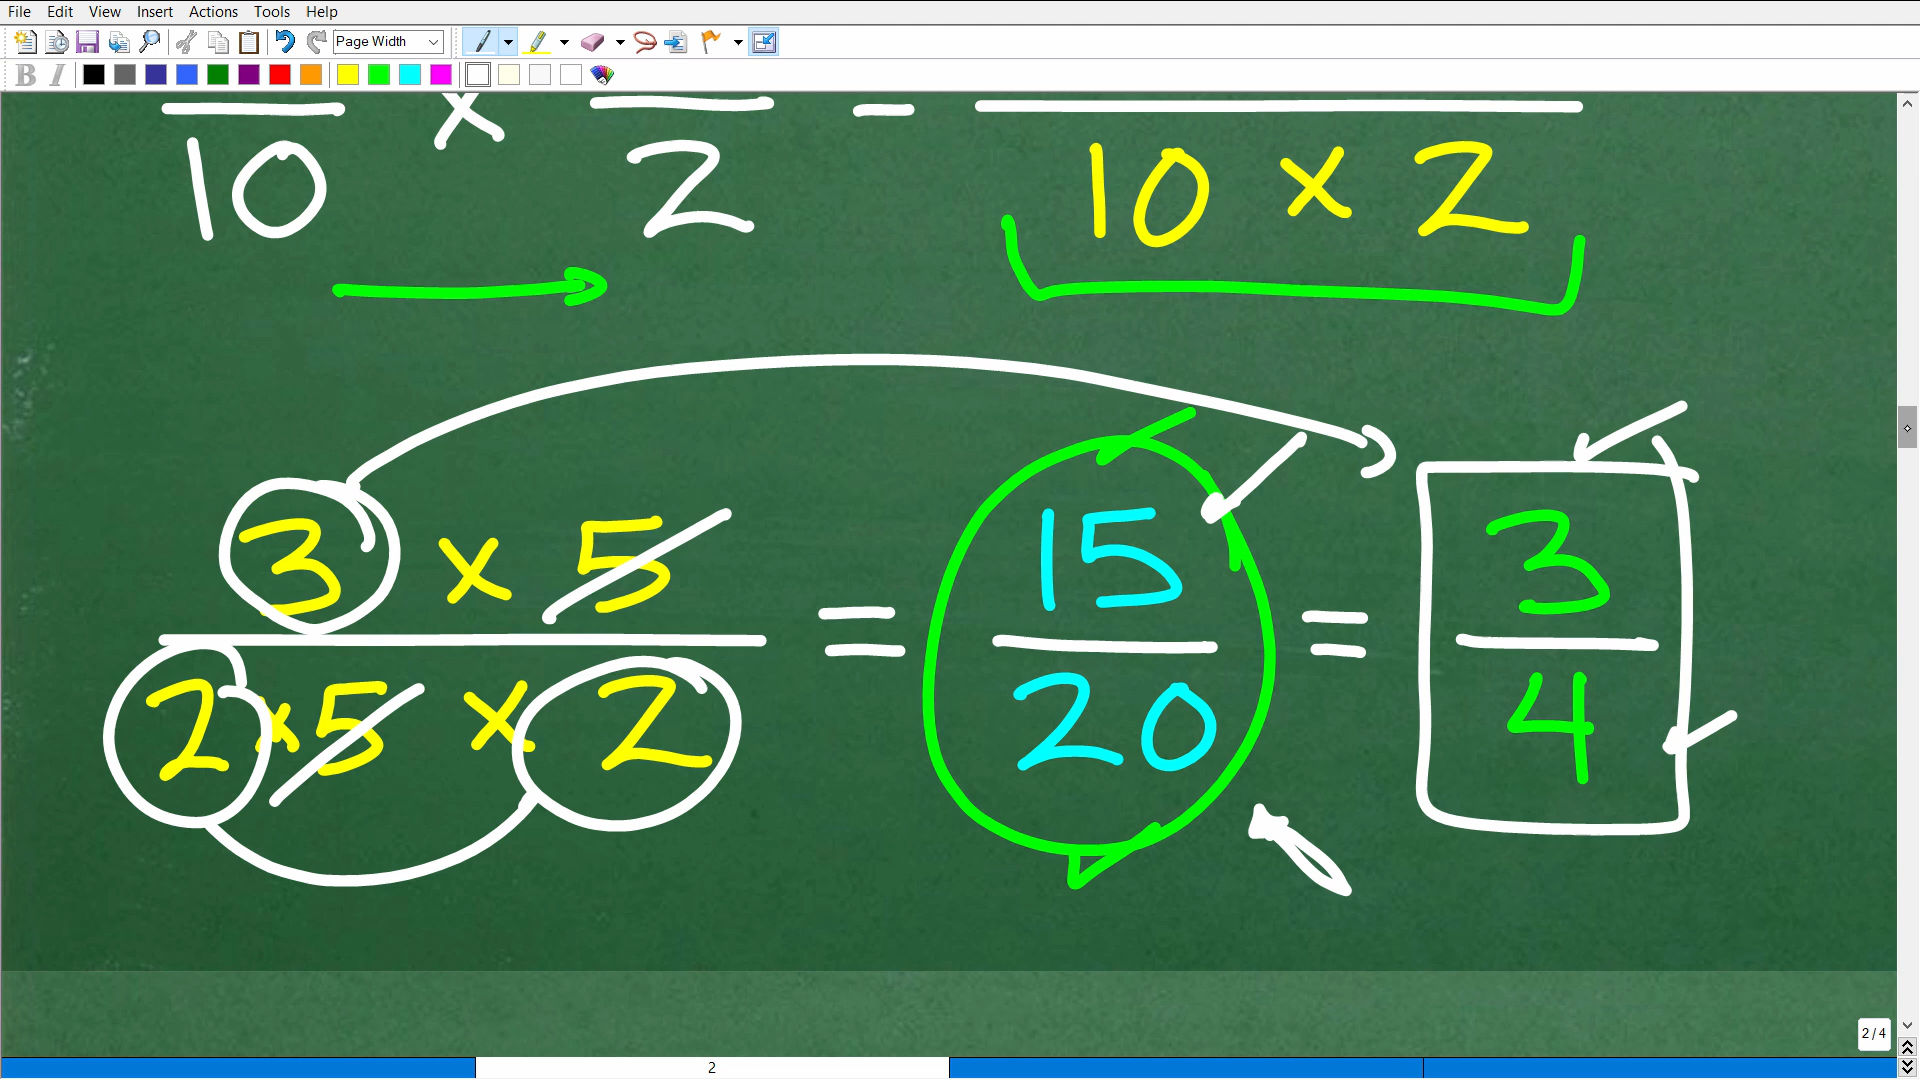 File Edit View Insert Actions Tools Help
Page Width
B I
× =
10 2 10 × 2
3 × 5 = 15 = 3
2 × 5 × 2 20 4
2 / 4
2